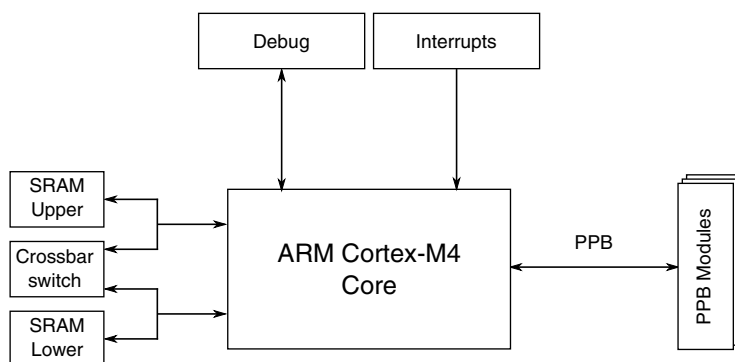 Debug
Interrupts
SRAM
Upper
Crossbar
switch
SRAM
Lower
ARM Cortex-M4
Core
PPB
PPB Modules